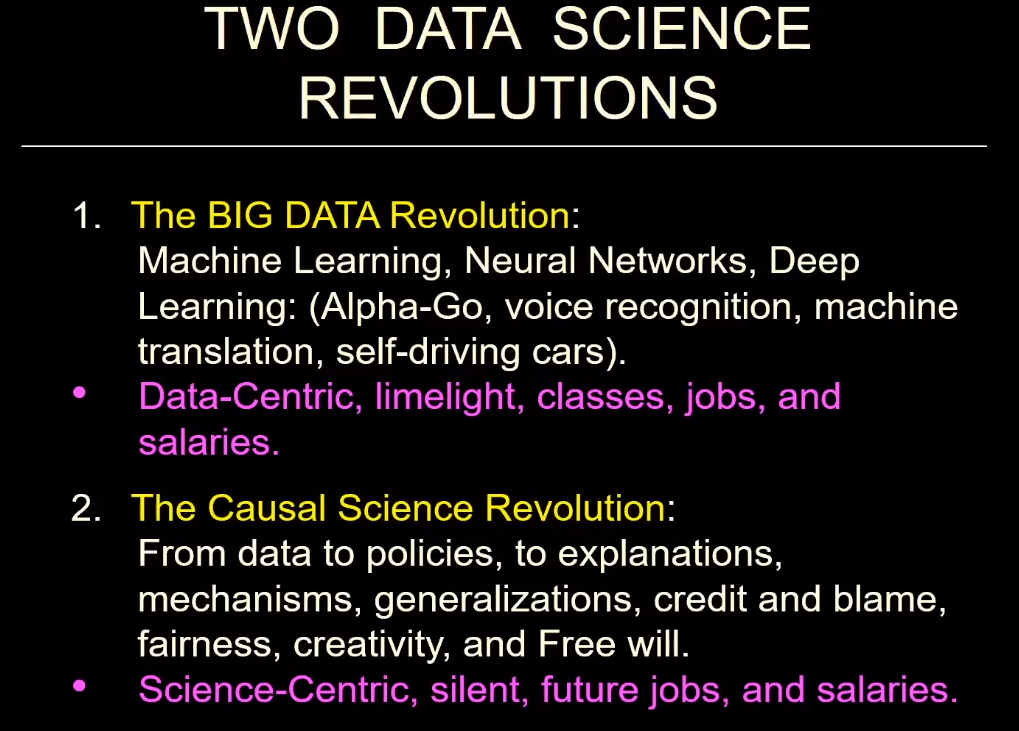 TWO DATA SCIENCE
REVOLUTIONS
1. The BIG DATA Revolution:
Machine Learning, Neural Networks, Deep
Learning: (Alpha-Go, voice recognition, machine
translation, self-driving cars).
• Data-Centric, limelight, classes, jobs, and
salaries.
2. The Causal Science Revolution:
From data to policies, to explanations,
mechanisms, generalizations, credit and blame,
fairness, creativity, and Free will.
• Science-Centric, silent, future jobs, and salaries.